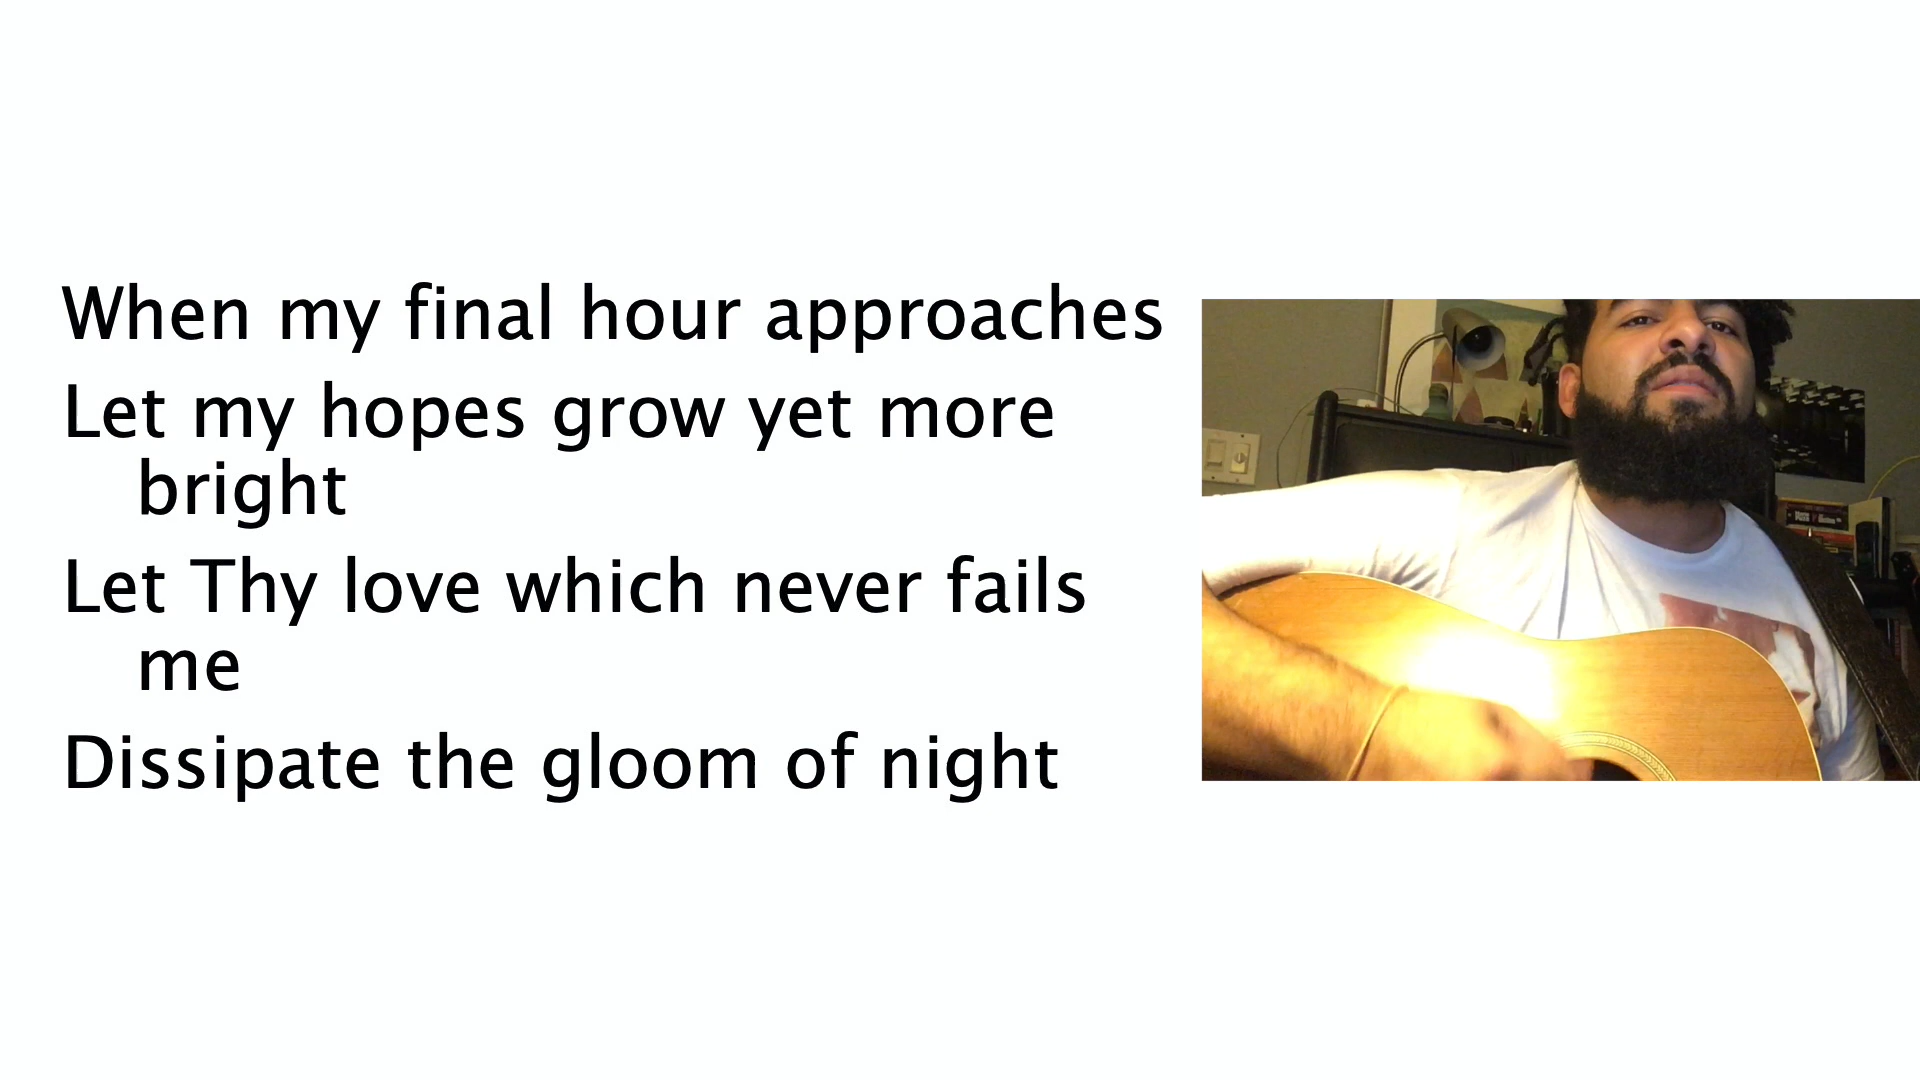 When my final hour approaches
Let my hopes grow yet more
bright
Let Thy love which never fails
me
Dissipate the gloom of night